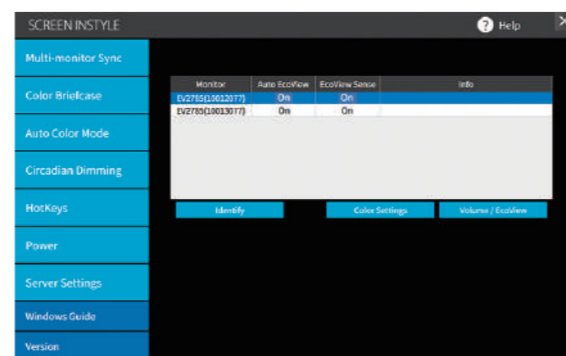 SCREEN INSTYLE
Help
Multi-monitor Sync
Color Briefcase
Auto Color Mode
Circadian Dimming
HotKeys
Power
Server Settings
Windows Guide
Version
Monitor Auto EcoView EcoView Sense Info
EV2785(10012077) On On
EV2785(10013077) On On
Identify Color Settings Volume / EcoView